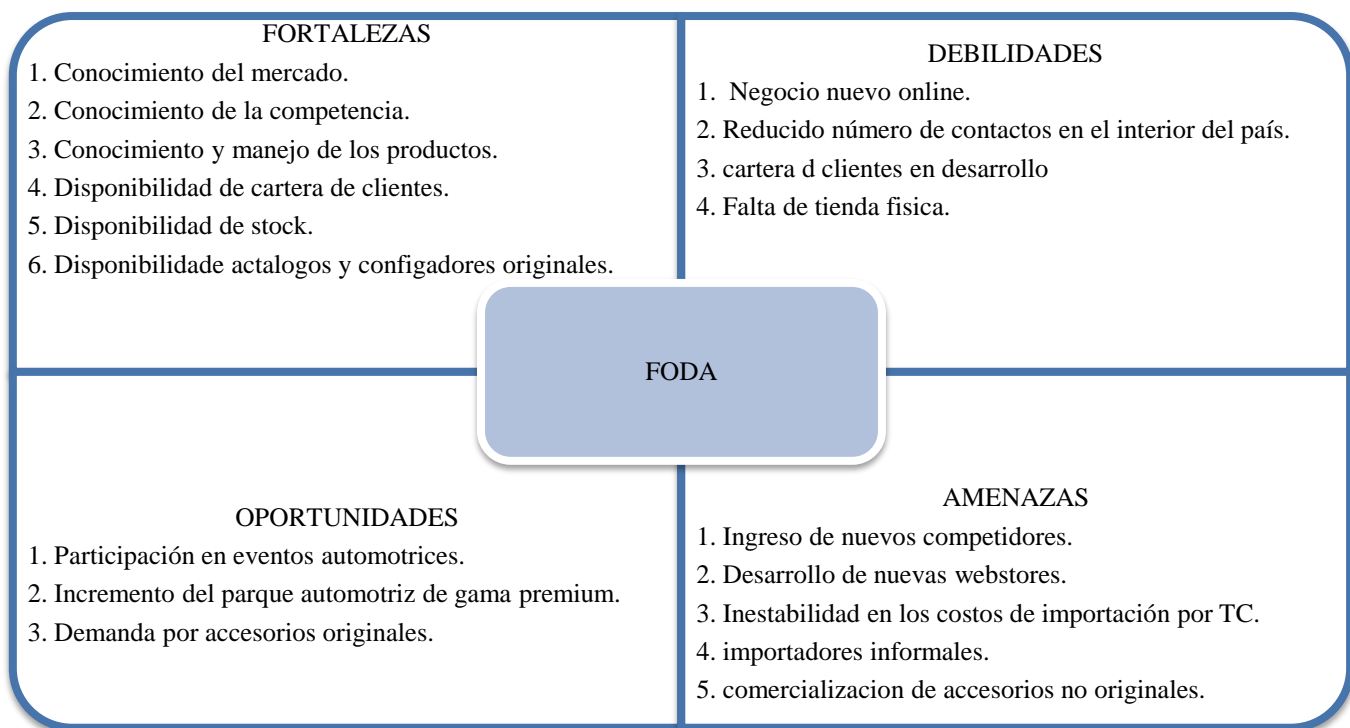 FORTALEZAS
1. Conocimiento del mercado.
2. Conocimiento de la competencia.
3. Conocimiento y manejo de los productos.
4. Disponibilidad de cartera de clientes.
5. Disponibilidad de stock.
6. Disponibilidade actalogos y configadores originales.
DEBILIDADES
1. Negocio nuevo online.
2. Reducido número de contactos en el interior del país.
3. cartera d clientes en desarrollo
4. Falta de tienda fisica.
FODA
OPORTUNIDADES
1. Participación en eventos automotrices.
2. Incremento del parque automotriz de gama premium.
3. Demanda por accesorios originales.
AMENAZAS
1. Ingreso de nuevos competidores.
2. Desarrollo de nuevas webstores.
3. Inestabilidad en los costos de importación por TC.
4. importadores informales.
5. comercializacion de accesorios no originales.